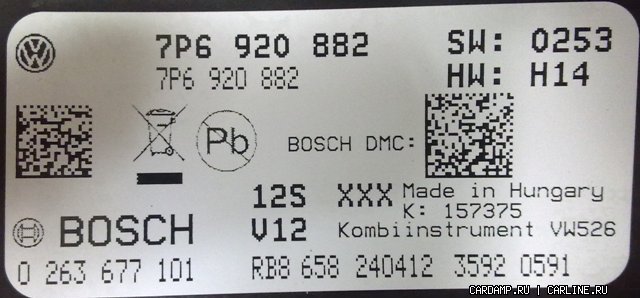 7P6 920 882 SW: 0253
7P6 920 882 HW: H14
Pb BOSCH DMC:
12S XXX Made in Hungary
K: 157375
BOSCH V12 Kombiinstrument VW526
0 263 677 101 RB8 658 240412 3592 0591
CARDAMP.RU | CARLINE.RU